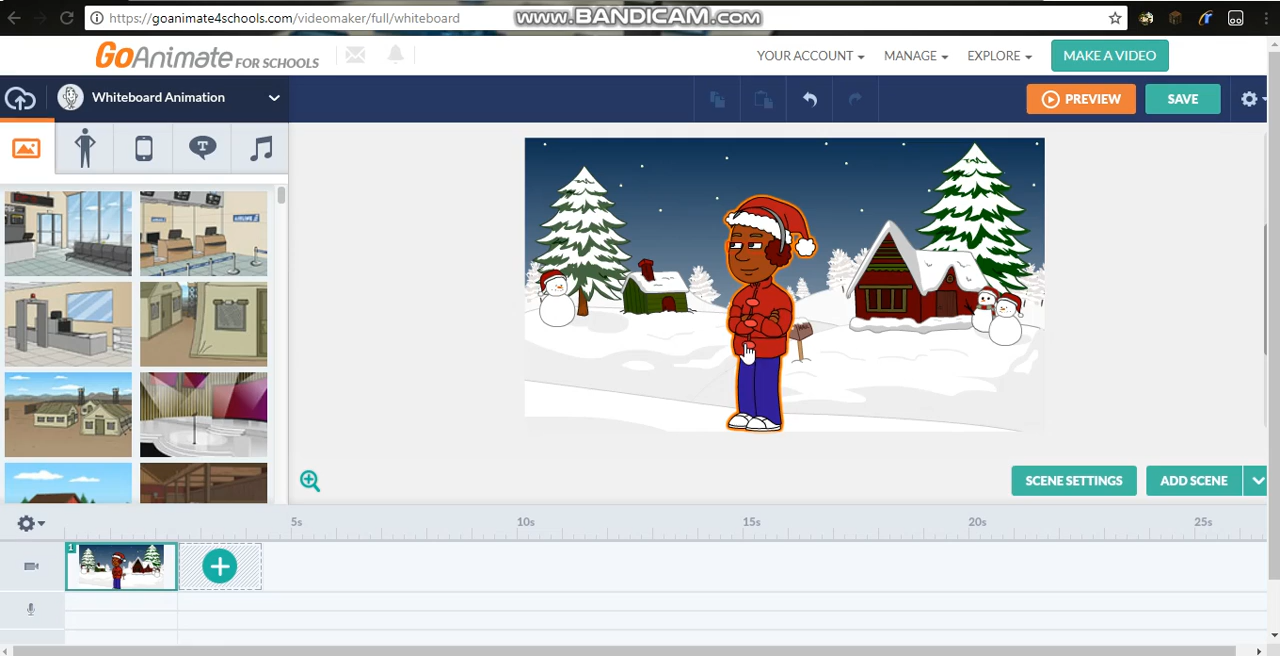 https://goanimate4schools.com/videomaker/full/whiteboard
www.BANDICAM.com
GoAnimate FOR SCHOOLS
YOUR ACCOUNT
MANAGE
EXPLORE
MAKE A VIDEO
Whiteboard Animation
PREVIEW
SAVE
T
SCENE SETTINGS
ADD SCENE
5s
10s
15s
20s
25s
1